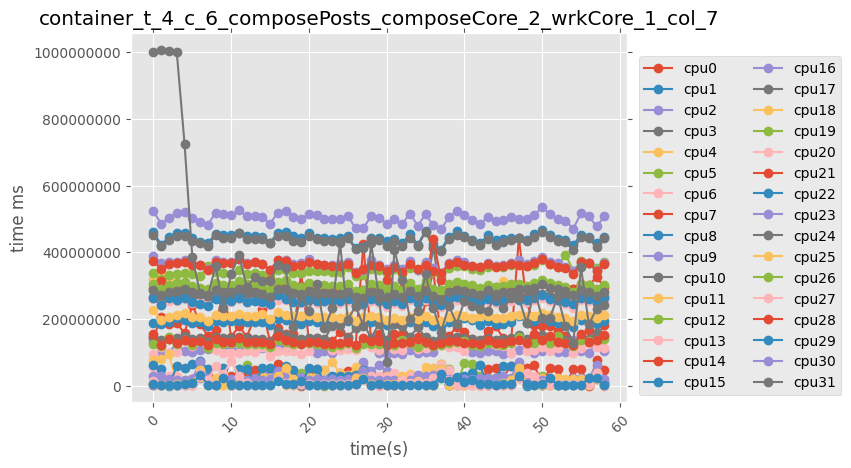 container_t_4_c_6_composePosts_composeCore_2_wrkCore_1_col_7
time ms
1000000000
800000000
600000000
400000000
200000000
0
0 10 20 30 40 50 60
time(s)
cpu0
cpu1
cpu2
cpu3
cpu4
cpu5
cpu6
cpu7
cpu8
cpu9
cpu10
cpu11
cpu12
cpu13
cpu14
cpu15
cpu16
cpu17
cpu18
cpu19
cpu20
cpu21
cpu22
cpu23
cpu24
cpu25
cpu26
cpu27
cpu28
cpu29
cpu30
cpu31